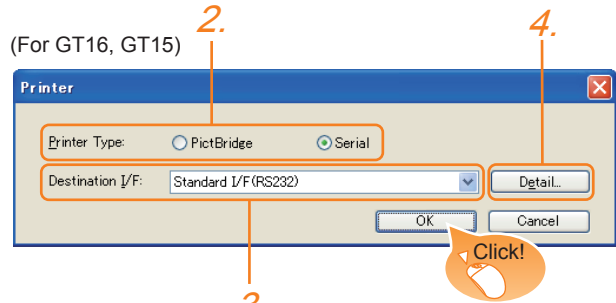 2.
4.
(For GT16, GT15)
Printer
Printer Type: PictBridge Serial
Destination I/F: Standard I/F(RS232) Detail...
OK Cancel
Click!
3.